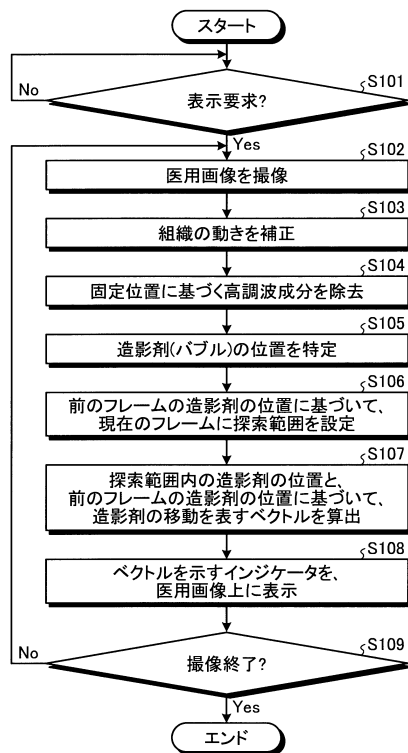 スタート
S101
表示要求?
No
Yes
S102
医用画像を撮像
S103
組織の動きを補正
S104
固定位置に基づく高調波成分を除去
S105
造影剤(バブル)の位置を特定
S106
前のフレームの造影剤の位置に基づいて、
現在のフレームに探索範囲を設定
S107
探索範囲内の造影剤の位置と、
前のフレームの造影剤の位置に基づいて、
造影剤の移動を表すベクトルを算出
S108
ベクトルを示すインジケータを、
医用画像上に表示
S109
撮像終了?
No
Yes
エンド